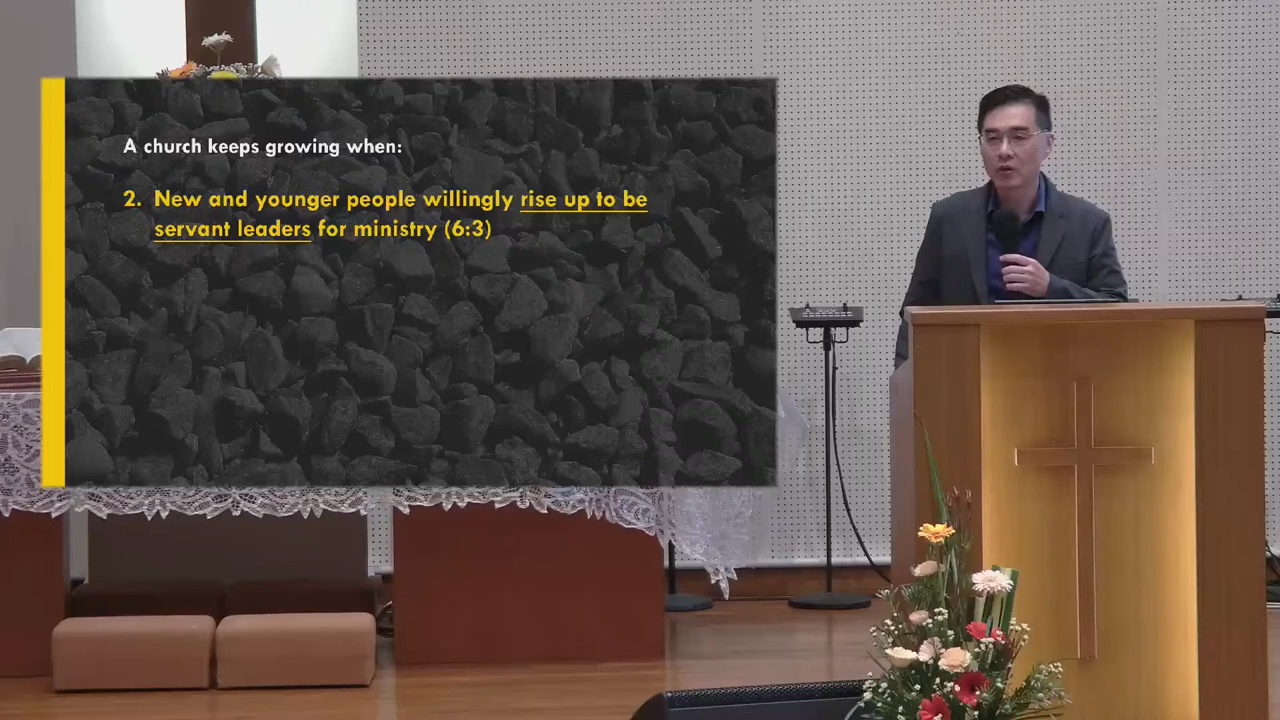 A church keeps growing when:
2. New and younger people willingly rise up to be
servant leaders for ministry (6:3)